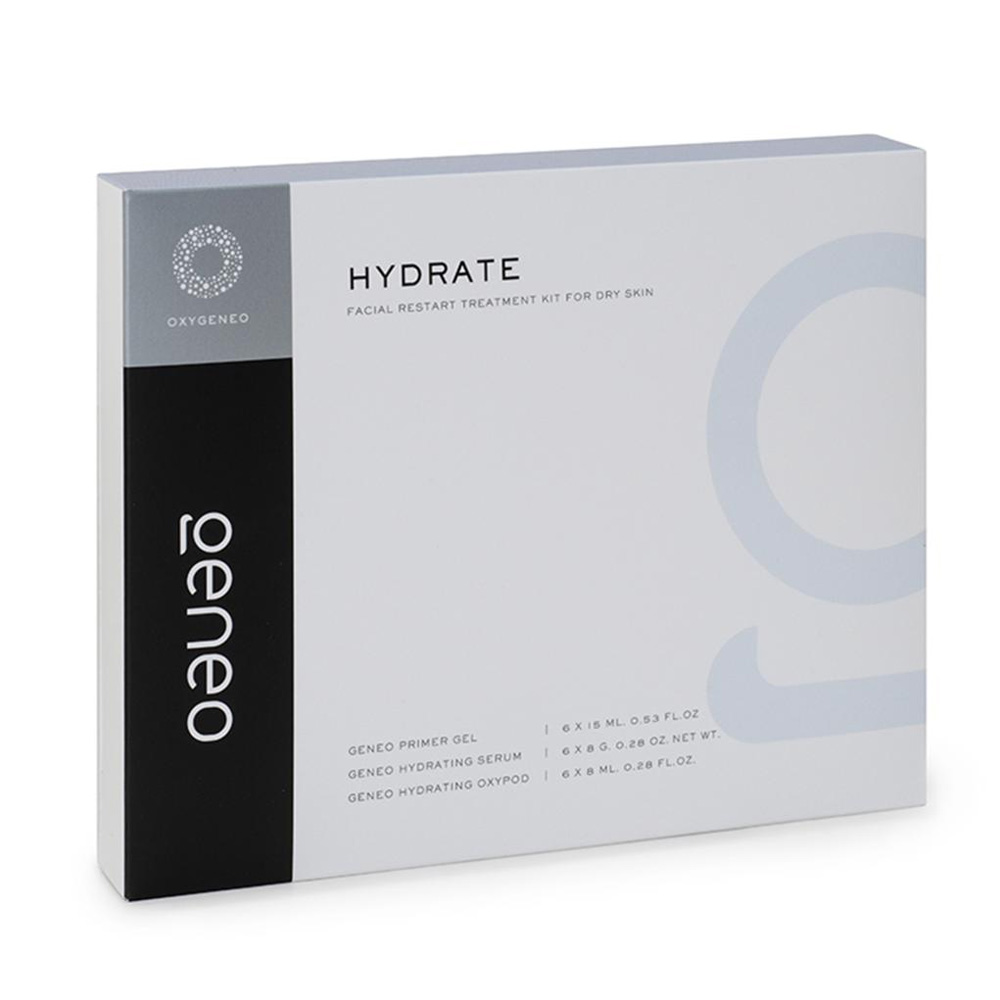 OXYGENEO
geneo
HYDRATE
FACIAL RESTART TREATMENT KIT FOR DRY SKIN
GENEO PRIMER GEL | 6 X 15 ML. 0.53 FL.OZ
GENEO HYDRATING SERUM | 6 X 8 G. 0.28 OZ. NET WT.
GENEO HYDRATING OXYPOD | 6 X 8 ML. 0.28 FL.OZ.